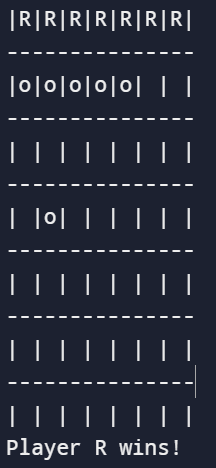 |R|R|R|R|R|R|R|
---------------
|o|o|o|o|o| | |
---------------
| | | | | | | |
---------------
| |o| | | | | |
---------------
| | | | | | | |
---------------
| | | | | | | |
---------------
| | | | | | | |
Player R wins!